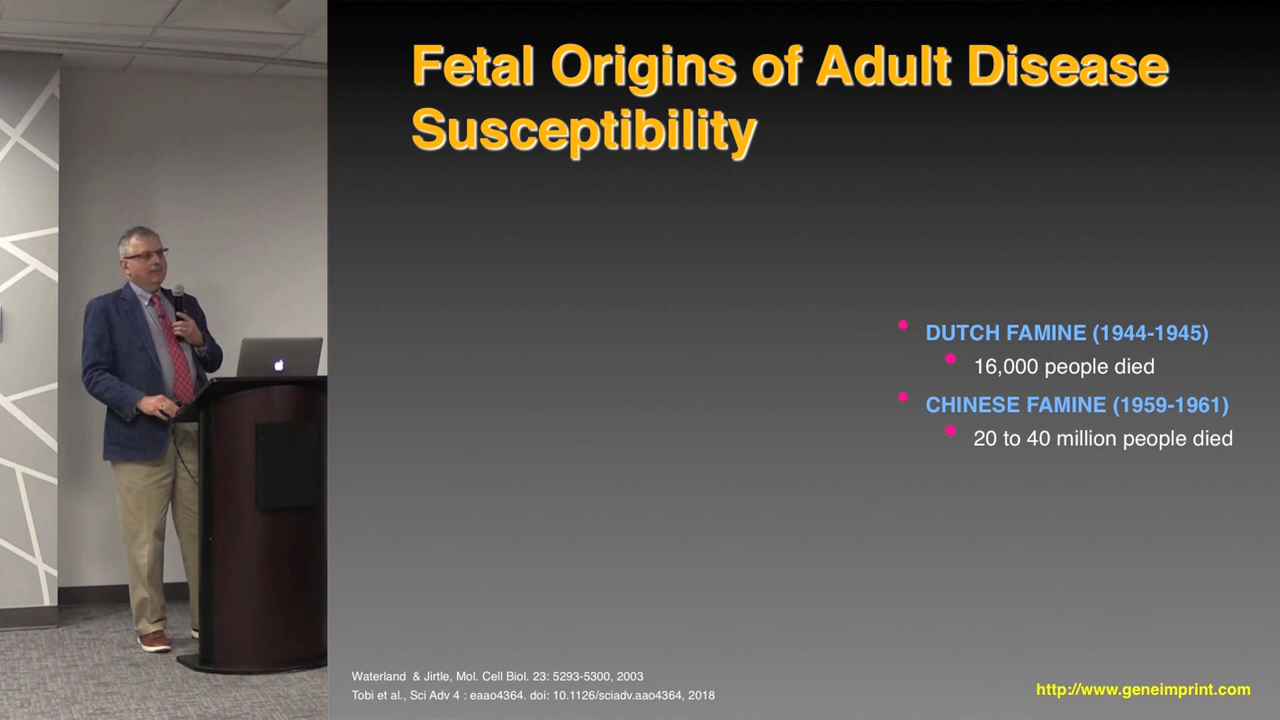 Fetal Origins of Adult Disease
Susceptibility
DUTCH FAMINE (1944-1945)
16,000 people died
CHINESE FAMINE (1959-1961)
20 to 40 million people died
Waterland & Jirtle, Mol. Cell Biol. 23: 5293-5300, 2003
Tobi et al., Sci Adv 4 : eaao4364. doi: 10.1126/sciadv.aao4364, 2018
http://www.geneimprint.com